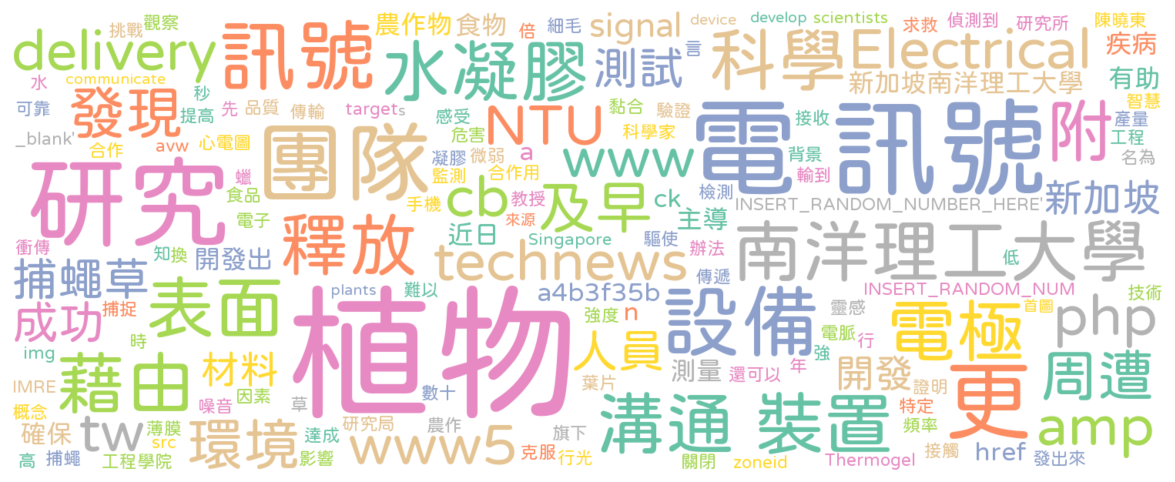 delivery
挑戰
觀察
訊號
水凝膠
農作物
食物
倍
細毛
signal
device
develop
scientists
求救
偵測到
研究所
陳曉東
疾病
言
測試
科學
Electrical
新加坡南洋理工大學
有助
水
communicate
秒
可靠
提高
先
品質
傳輸
targets
感受
黏合
驗證
接收
智慧
產量
工程
_blank'
發現
合作
avw
心電圖
團隊
NTU
危害
科學家
電
訊號
附
名為
凝膠
微弱
a
合作用
監測
www
背景
輸到
檢測
研究
蠟
食品
電子
手機
cb
教授
來源
及早
ck
主導
INSERT_RANDOM_NUMBER_HERE'
新加坡
衝傳
知換
釋放
近日
Singapore
驅使
辦法
南洋理工大學
低
捕蠅草
開發出
technews
傳遞
INSERT_RANDOM_NUM
技術
捕捉
表面
plants
難以
a4b3f35b
強度
n
設備
靈感
首圖
成功
時
植物
電脈
行
電極
php
img
藉由
材料
人員
測量
強
年
還可以
開發
證明
更
周遭
IMRE
因素
噪音
草
數十
葉片
特定
頻率
概念
薄膜
研究局
農作
旗下
溝通
裝置
amp
確保
tw
src
環境
達成
www5
克服
接觸
href
高
捕蠅
工程學院
影響
行光
關閉
zoneid
Thermogel
發出來